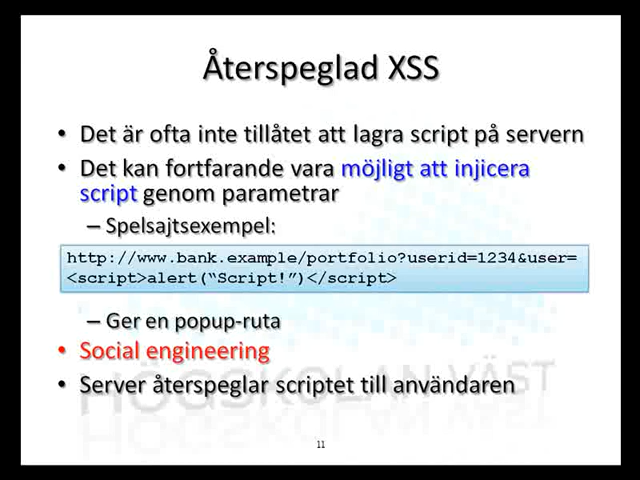 Återspeglad XSS
• Det är ofta inte tillåtet att lagra script på servern
• Det kan fortfarande vara möjligt att injicera
script genom parametrar
– Spelsajtsexempel:
http://www.bank.example/portfolio?userid=1234&user=
<script>alert(“Script!”)</script>
– Ger en popup-ruta
• Social engineering
• Server återspeglar scriptet till användaren
HÖGSKOLAN VÄST
11